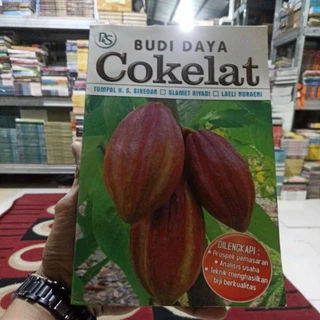 PS
BUDI DAYA
Cokelat
TUMPAL H. S. SIREGAR □ SLAMET RIYADI □ LAELI NURAENI
DILENGKAPI :
• Prospek pemasaran
• Analisis usaha
• Teknik menghasilkan
biji berkualitas